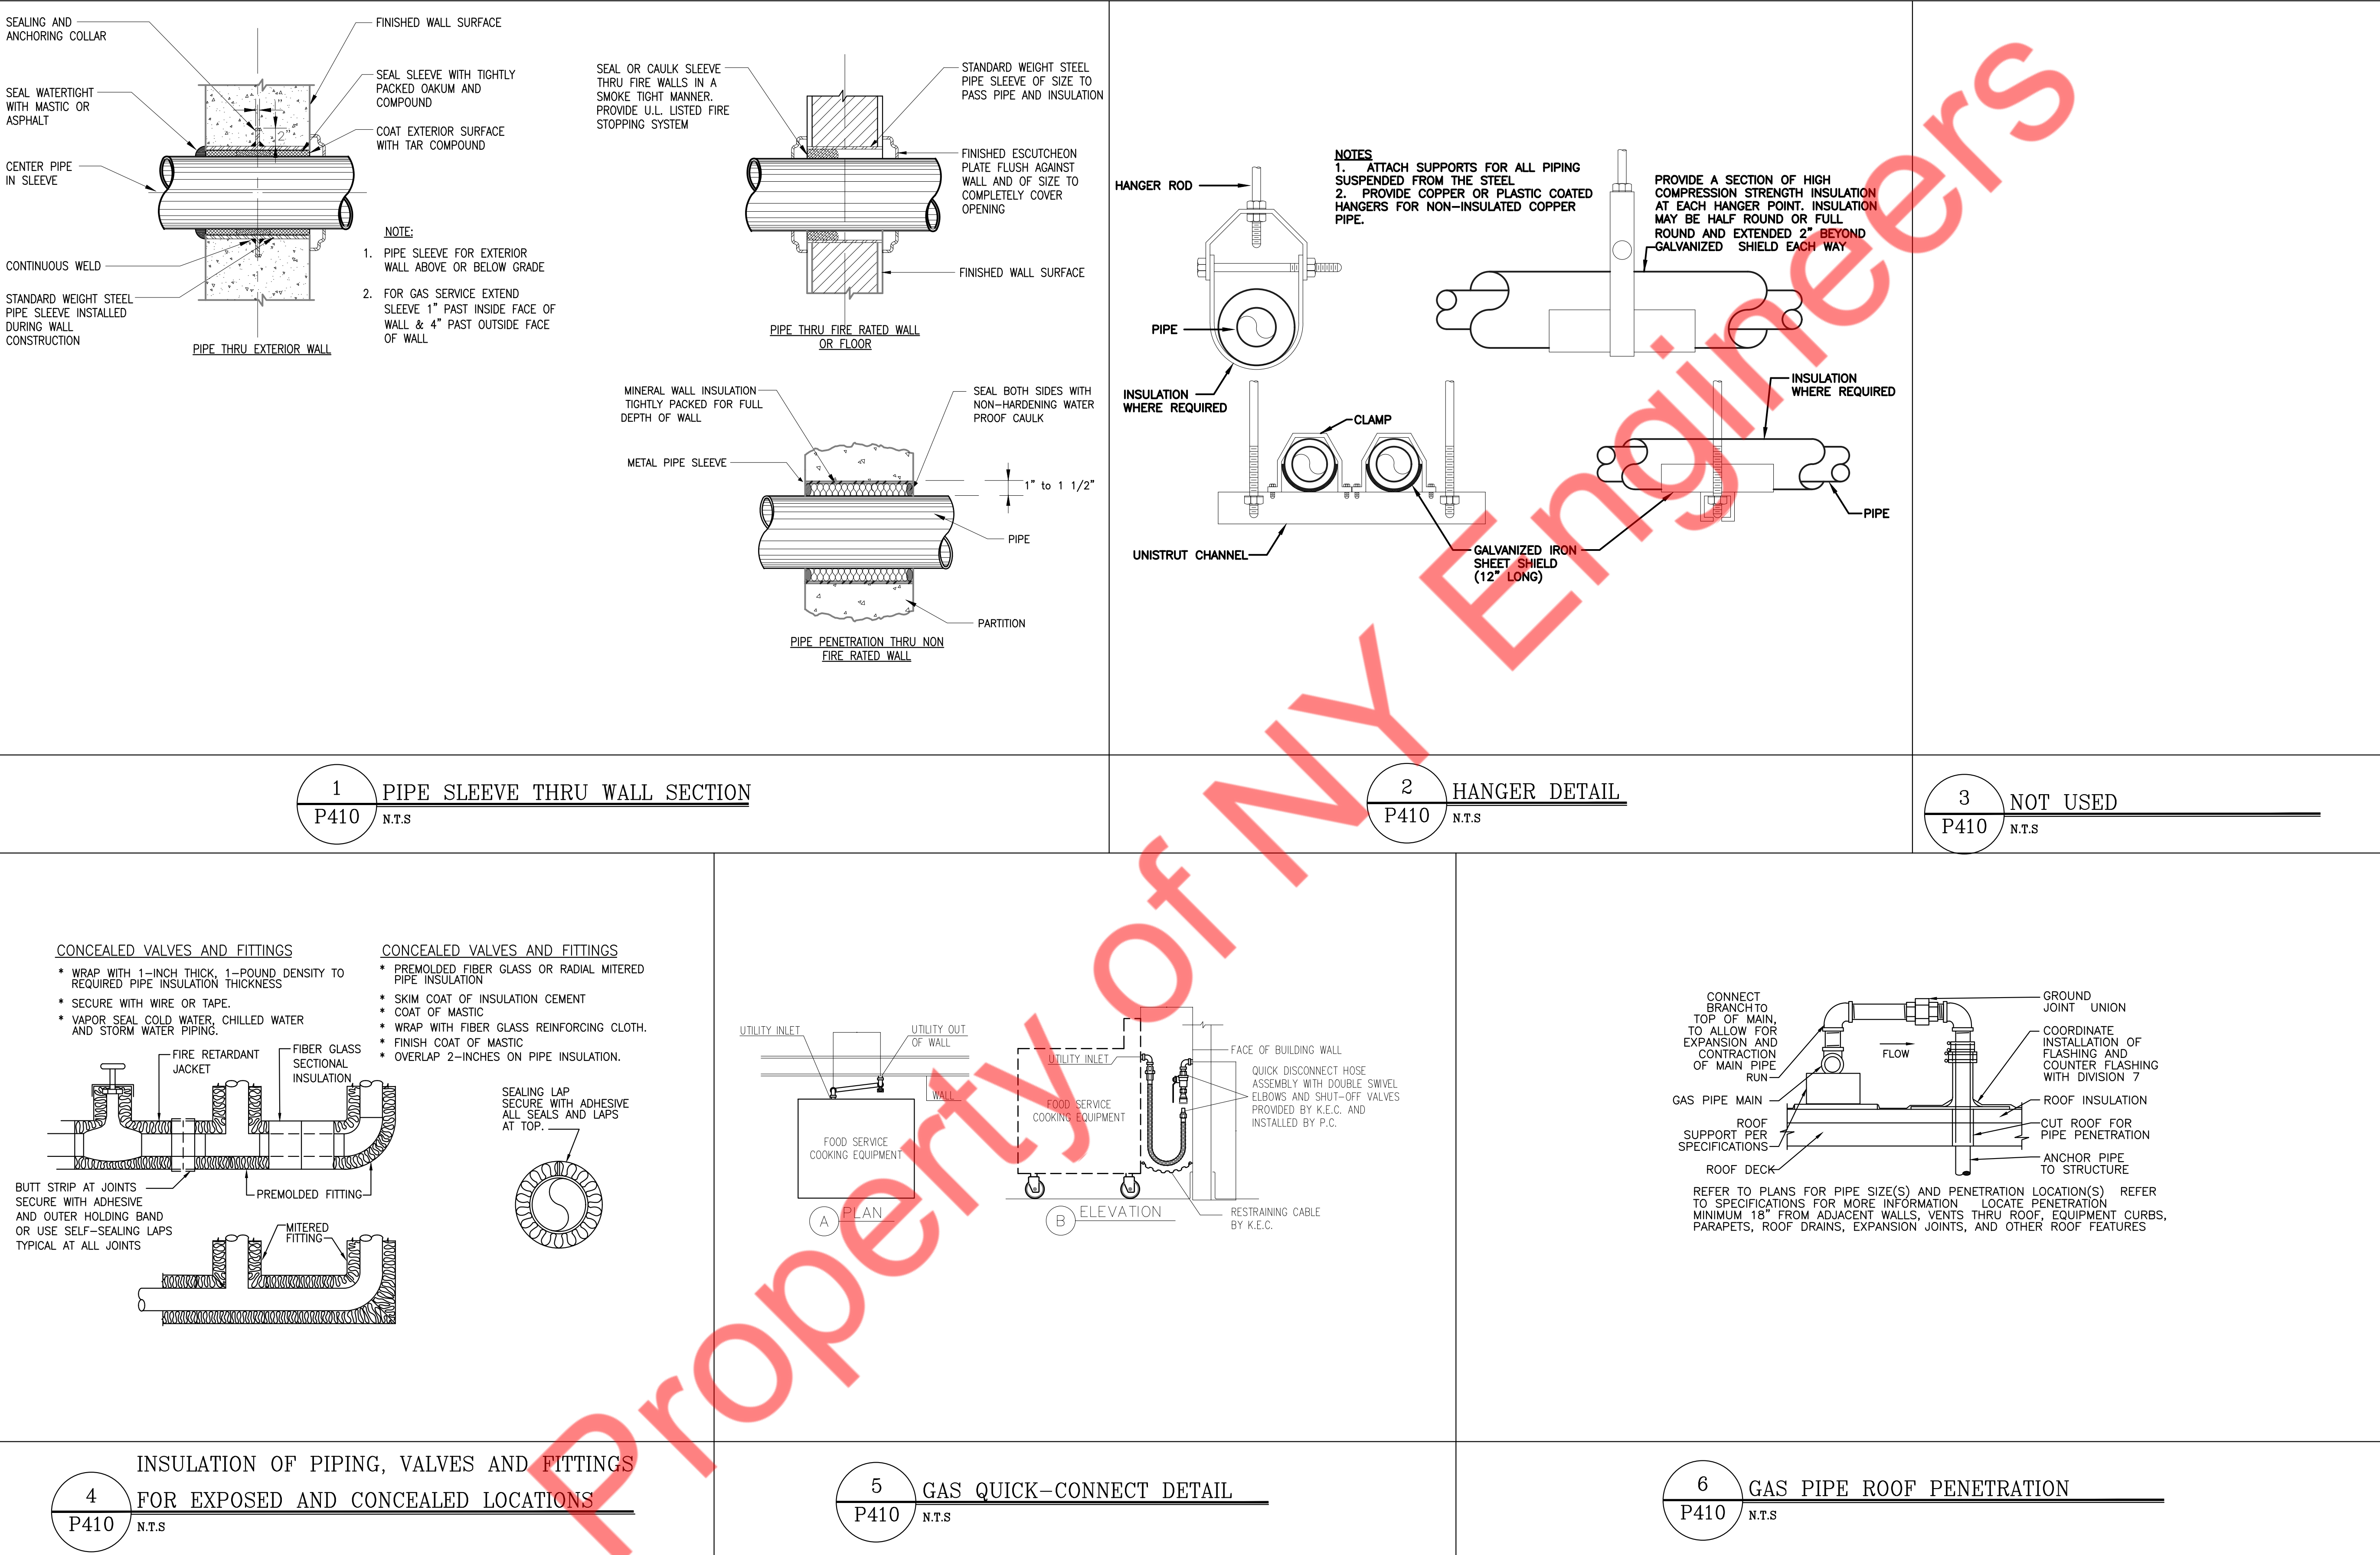 SEALING AND
ANCHORING COLLAR
SEAL WATERTIGHT
WITH MASTIC OR
ASPHALT
CENTER PIPE
IN SLEEVE
CONTINUOUS WELD
STANDARD WEIGHT STEEL
PIPE SLEEVE INSTALLED
DURING WALL
CONSTRUCTION
FINISHED WALL SURFACE
SEAL SLEEVE WITH TIGHTLY
PACKED OAKUM AND
COMPOUND
COAT EXTERIOR SURFACE
WITH TAR COMPOUND
2"
NOTE:
1. PIPE SLEEVE FOR EXTERIOR
WALL ABOVE OR BELOW GRADE
2. FOR GAS SERVICE EXTEND
SLEEVE 1" PAST INSIDE FACE OF
WALL & 4" PAST OUTSIDE FACE
OF WALL
PIPE THRU EXTERIOR WALL
SEAL OR CAULK SLEEVE
THRU FIRE WALLS IN A
SMOKE TIGHT MANNER.
PROVIDE U.L. LISTED FIRE
STOPPING SYSTEM
STANDARD WEIGHT STEEL
PIPE SLEEVE OF SIZE TO
PASS PIPE AND INSULATION
FINISHED ESCUTCHEON
PLATE FLUSH AGAINST
WALL AND OF SIZE TO
COMPLETELY COVER
OPENING
FINISHED WALL SURFACE
PIPE THRU FIRE RATED WALL
OR FLOOR
MINERAL WALL INSULATION
TIGHTLY PACKED FOR FULL
DEPTH OF WALL
METAL PIPE SLEEVE
SEAL BOTH SIDES WITH
NON-HARDENING WATER
PROOF CAULK
1" to 1 1/2"
PIPE
PARTITION
PIPE PENETRATION THRU NON
FIRE RATED WALL
1
P410
PIPE SLEEVE THRU WALL SECTION
N.T.S
NOTES
1. ATTACH SUPPORTS FOR ALL PIPING
SUSPENDED FROM THE STEEL
2. PROVIDE COPPER OR PLASTIC COATED
HANGERS FOR NON-INSULATED COPPER
PIPE.
HANGER ROD
PIPE
INSULATION
WHERE REQUIRED
PROVIDE A SECTION OF HIGH
COMPRESSION STRENGTH INSULATION
AT EACH HANGER POINT. INSULATION
MAY BE HALF ROUND OR FULL
ROUND AND EXTENDED 2" BEYOND
GALVANIZED SHIELD EACH WAY
CLAMP
UNISTRUT CHANNEL
GALVANIZED IRON
SHEET SHIELD
(12" LONG)
INSULATION
WHERE REQUIRED
PIPE
2
P410
HANGER DETAIL
N.T.S
3
P410
NOT USED
N.T.S
CONCEALED VALVES AND FITTINGS
* WRAP WITH 1-INCH THICK, 1-POUND DENSITY TO
REQUIRED PIPE INSULATION THICKNESS
* SECURE WITH WIRE OR TAPE.
* VAPOR SEAL COLD WATER, CHILLED WATER
AND STORM WATER PIPING.
CONCEALED VALVES AND FITTINGS
* PREMOLDED FIBER GLASS OR RADIAL MITERED
PIPE INSULATION
* SKIM COAT OF INSULATION CEMENT
* COAT OF MASTIC
* WRAP WITH FIBER GLASS REINFORCING CLOTH.
* FINISH COAT OF MASTIC
* OVERLAP 2-INCHES ON PIPE INSULATION.
FIRE RETARDANT
JACKET
FIBER GLASS
SECTIONAL
INSULATION
SEALING LAP
SECURE WITH ADHESIVE
ALL SEALS AND LAPS
AT TOP.
BUTT STRIP AT JOINTS
SECURE WITH ADHESIVE
AND OUTER HOLDING BAND
OR USE SELF-SEALING LAPS
TYPICAL AT ALL JOINTS
PREMOLDED FITTING
MITERED
FITTING
4
P410
INSULATION OF PIPING, VALVES AND FITTINGS
FOR EXPOSED AND CONCEALED LOCATIONS
N.T.S
UTILITY INLET
UTILITY OUT
OF WALL
WALL
FOOD SERVICE
COOKING EQUIPMENT
A PLAN
UTILITY INLET
FOOD SERVICE
COOKING EQUIPMENT
FACE OF BUILDING WALL
QUICK DISCONNECT HOSE
ASSEMBLY WITH DOUBLE SWIVEL
ELBOWS AND SHUT-OFF VALVES
PROVIDED BY K.E.C. AND
INSTALLED BY P.C.
RESTRAINING CABLE
BY K.E.C.
B ELEVATION
5
P410
GAS QUICK-CONNECT DETAIL
N.T.S
CONNECT
BRANCH TO
TOP OF MAIN,
TO ALLOW FOR
EXPANSION AND
CONTRACTION
OF MAIN PIPE
RUN
GAS PIPE MAIN
ROOF
SUPPORT PER
SPECIFICATIONS
ROOF DECK
FLOW
GROUND
JOINT UNION
COORDINATE
INSTALLATION OF
FLASHING AND
COUNTER FLASHING
WITH DIVISION 7
ROOF INSULATION
CUT ROOF FOR
PIPE PENETRATION
ANCHOR PIPE
TO STRUCTURE
REFER TO PLANS FOR PIPE SIZE(S) AND PENETRATION LOCATION(S) REFER
TO SPECIFICATIONS FOR MORE INFORMATION LOCATE PENETRATION
MINIMUM 18" FROM ADJACENT WALLS, VENTS THRU ROOF, EQUIPMENT CURBS,
PARAPETS, ROOF DRAINS, EXPANSION JOINTS, AND OTHER ROOF FEATURES
6
P410
GAS PIPE ROOF PENETRATION
N.T.S
Property of NY Engineers